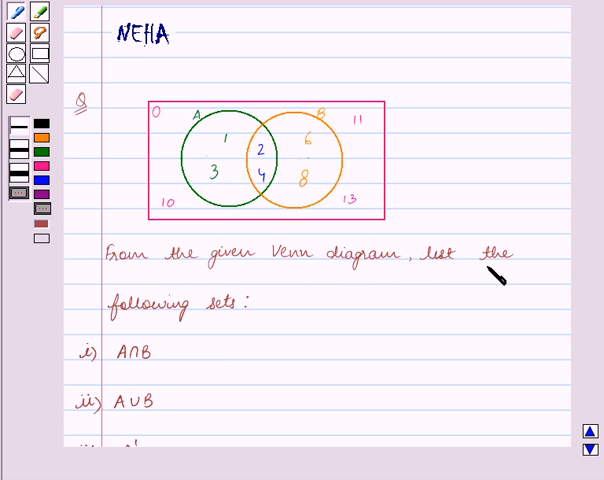 NEHA
Q
0 A B 11
1 2 6
3 4 8
10 13
From the given Venn diagram, list the
following sets:
i) A∩B
ii) A∪B